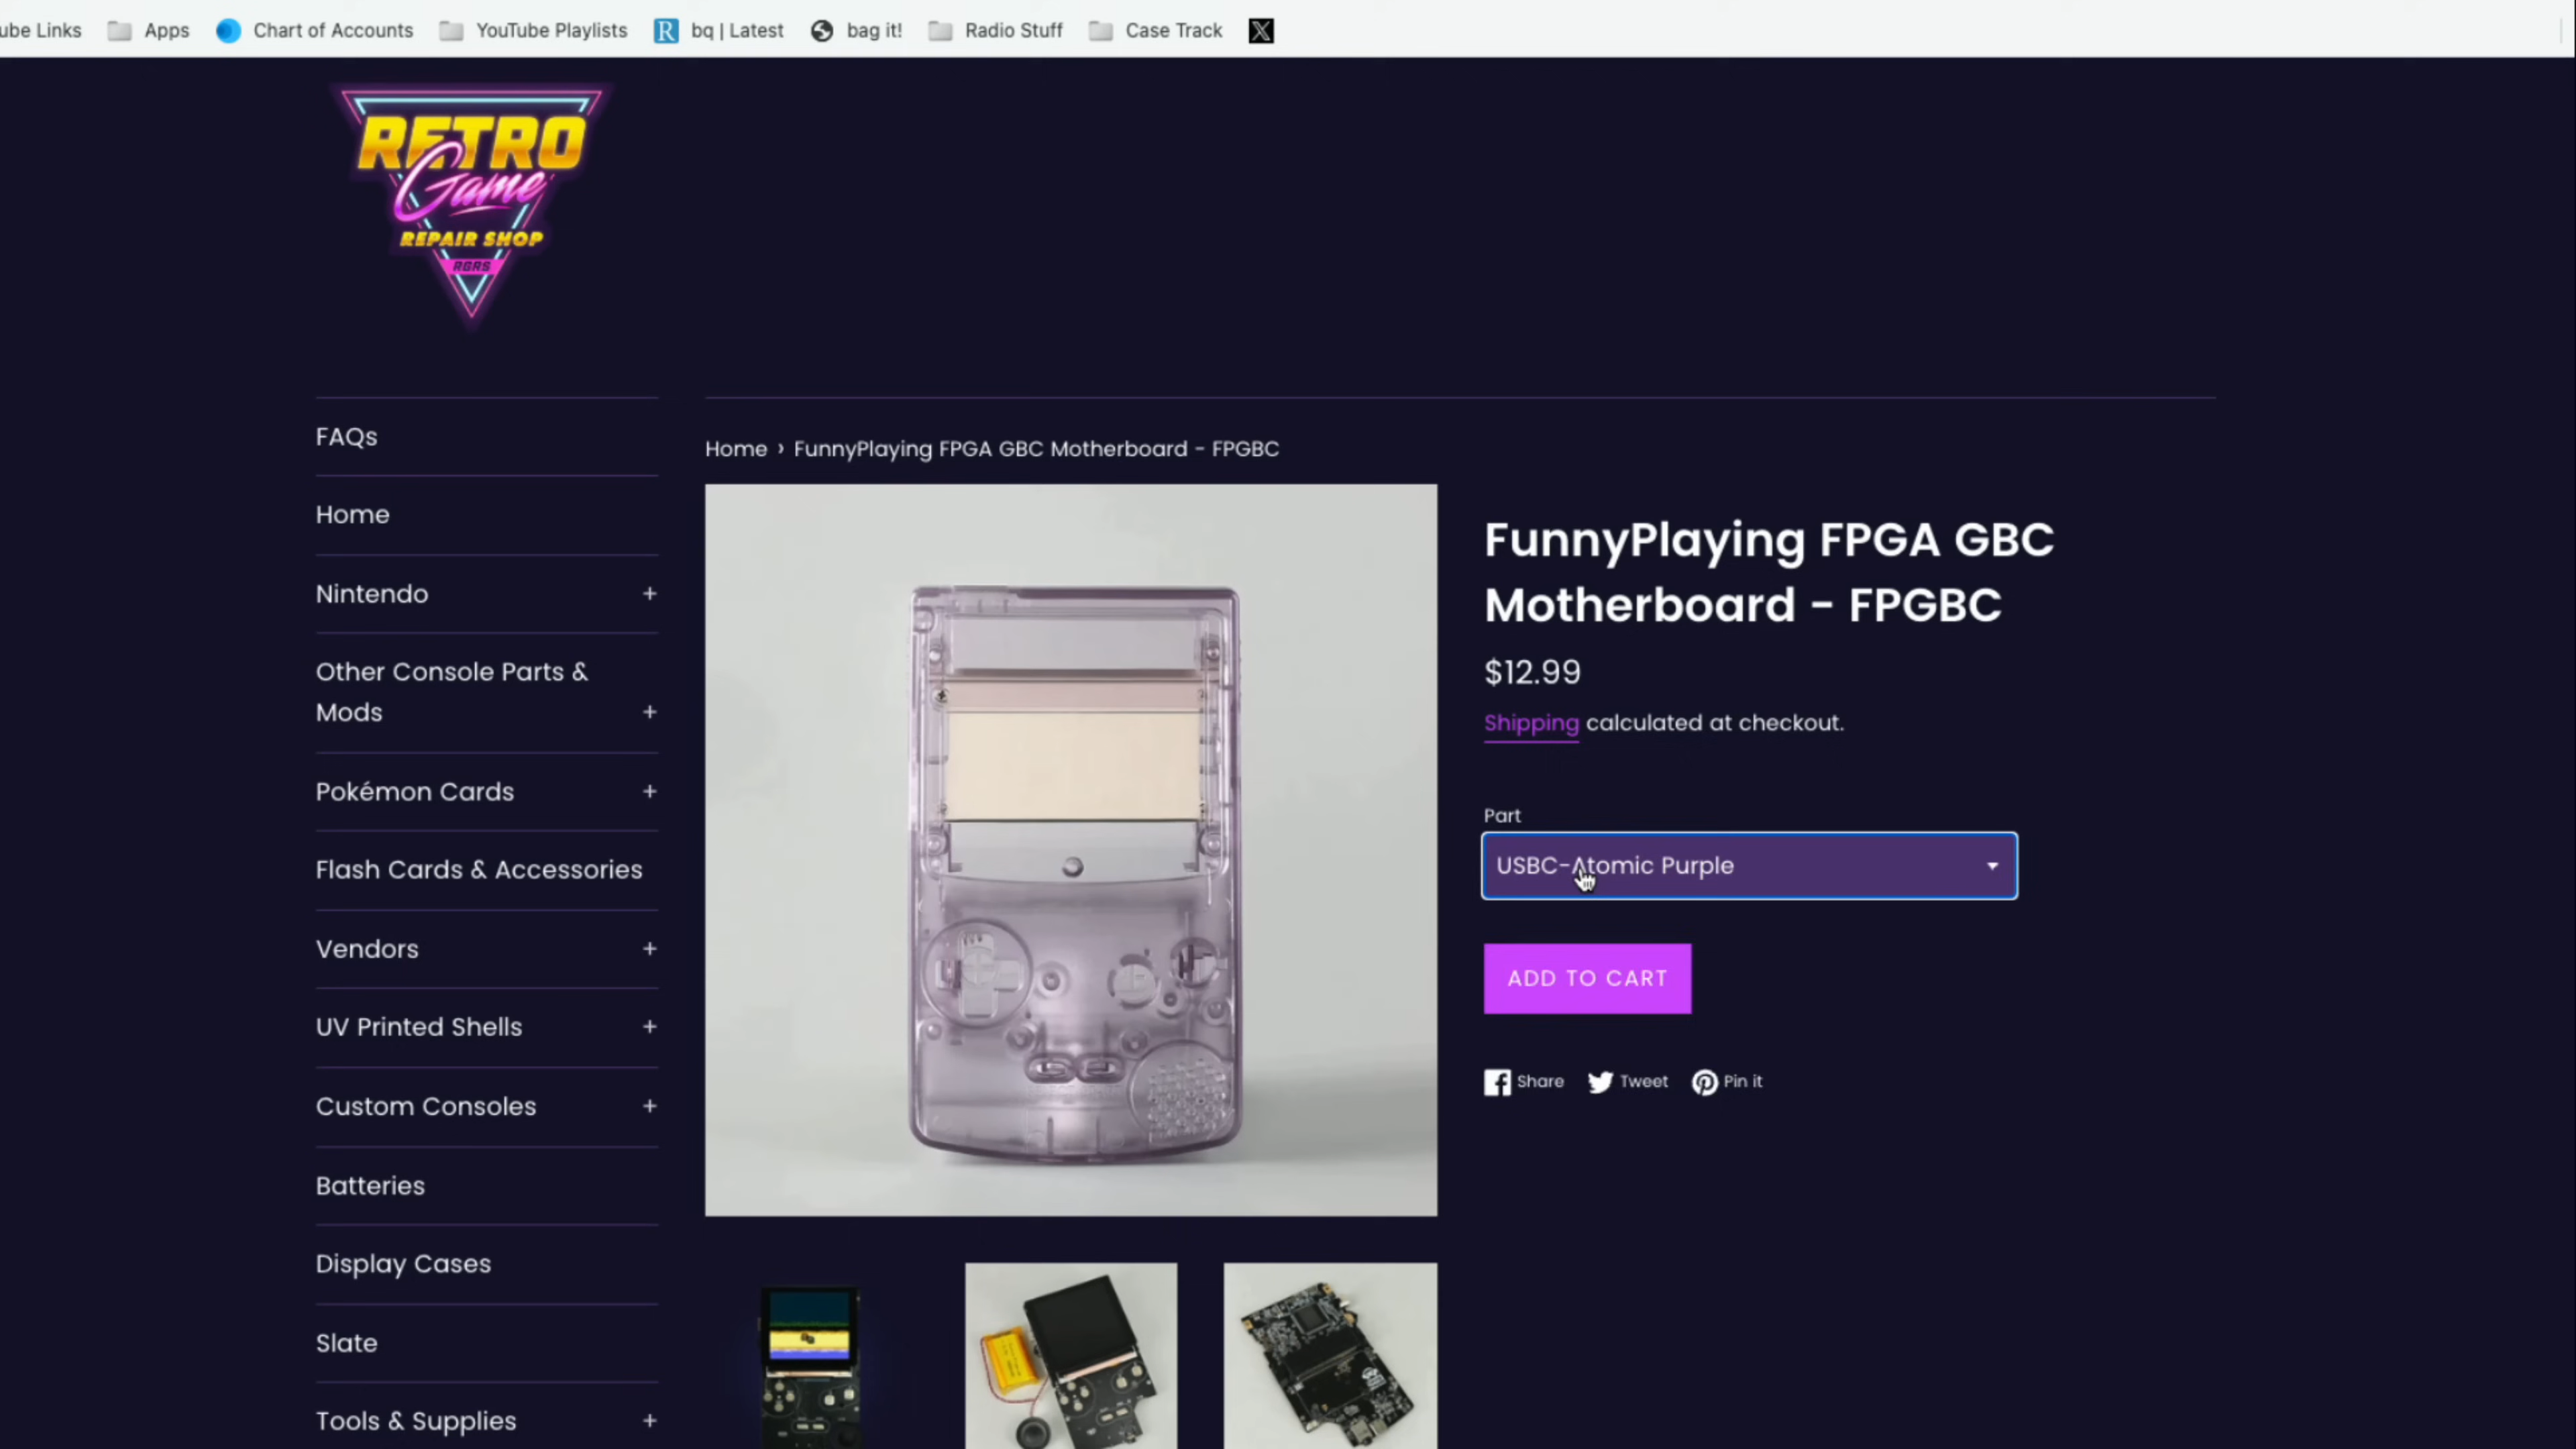 ube Links
Apps
Chart of Accounts
YouTube Playlists
R
bq | Latest
bag it!
Radio Stuff
Case Track
X
RETRO
Game
REPAIR SHOP
RGRS
FAQs
Home
Nintendo +
Other Console Parts &
Mods +
Pokémon Cards +
Flash Cards & Accessories
Vendors +
UV Printed Shells +
Custom Consoles +
Batteries
Display Cases
Slate
Tools & Supplies +
Home › FunnyPlaying FPGA GBC Motherboard - FPGBC
FunnyPlaying FPGA GBC
Motherboard - FPGBC
$12.99
Shipping calculated at checkout.
Part
USBC-Atomic Purple
ADD TO CART
Share
Tweet
Pin it